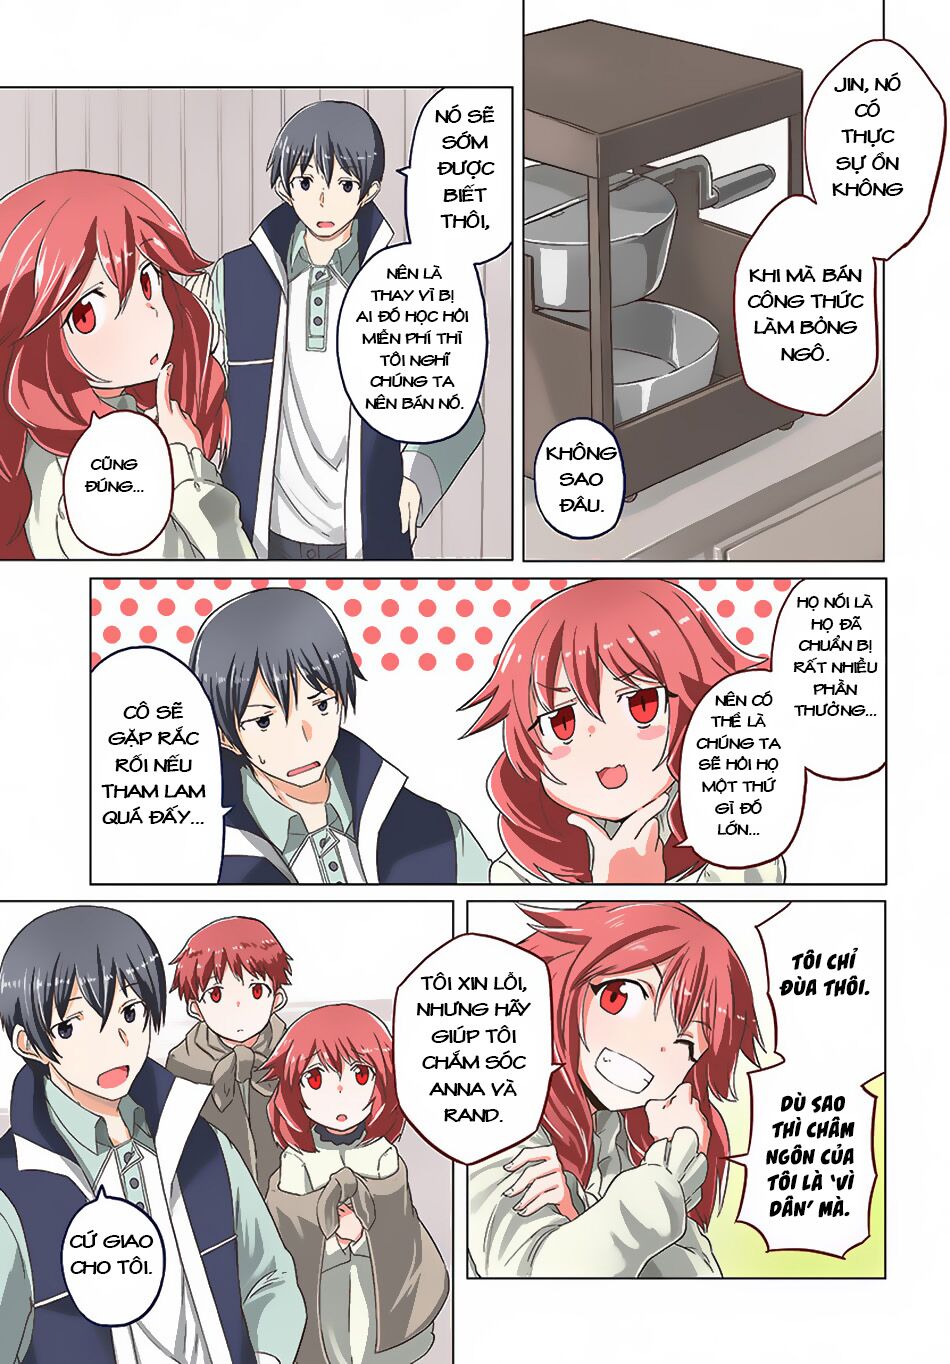 JIN, NÓ
CÓ
THỰC
SỰ ỔN
KHÔNG
KHI MÀ BÁN
CÔNG THỨC
LÀM BỎNG
NGÔ.
KHÔNG
SAO
ĐÂU.
NÓ SẼ
SỚM
ĐƯỢC
BIẾT
THÔI,
NÊN LÀ
THAY VÌ BỊ
AI ĐÓ HỌC HỎI
MIỄN PHÍ THÌ
TÔI NGHĨ
CHÚNG TA
NÊN BÁN NÓ.
CŨNG
ĐÚNG...
HỌ NÓI LÀ
HỌ ĐÃ
CHUẨN BỊ
RẤT NHIỀU
PHẦN
THƯỞNG...
NÊN CÓ
THỂ LÀ
CHÚNG TA
SẼ HỎI HỌ
MỘT THỨ
GÌ ĐÓ
LỚN...
CÔ SẼ
GẶP RẮC
RỐI NẾU
THAM LAM
QUÁ ĐẤY...
TÔI CHỈ
ĐÙA THÔI.
DÙ SAO
THÌ CHÂM
NGÔN CỦA
TÔI LÀ ‘VÌ
DÂN’ MÀ.
TÔI XIN LỖI,
NHƯNG HÃY
GIÚP TÔI
CHĂM SÓC
ANNA VÀ
RAND.
CỨ GIAO
CHO TÔI.